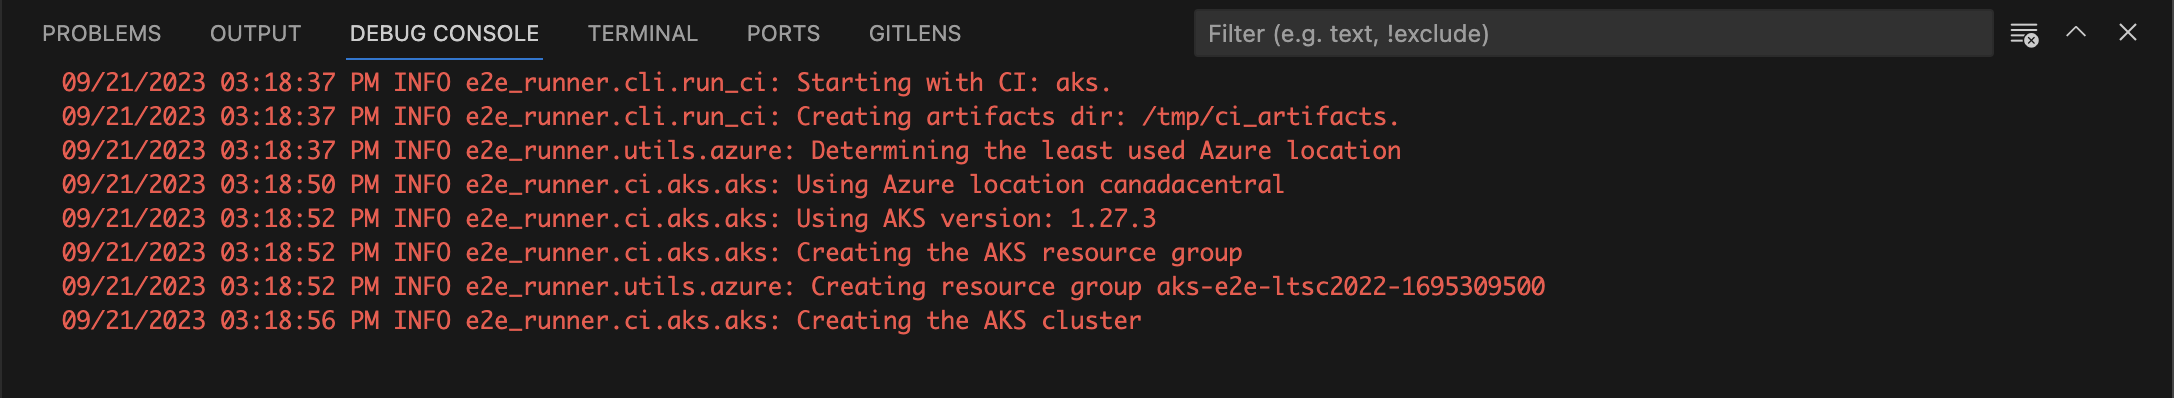 PROBLEMS OUTPUT DEBUG CONSOLE TERMINAL PORTS GITLENS Filter (e.g. text, !exclude)
09/21/2023 03:18:37 PM INFO e2e_runner.cli.run_ci: Starting with CI: aks.
09/21/2023 03:18:37 PM INFO e2e_runner.cli.run_ci: Creating artifacts dir: /tmp/ci_artifacts.
09/21/2023 03:18:37 PM INFO e2e_runner.utils.azure: Determining the least used Azure location
09/21/2023 03:18:50 PM INFO e2e_runner.ci.aks.aks: Using Azure location canadacentral
09/21/2023 03:18:52 PM INFO e2e_runner.ci.aks.aks: Using AKS version: 1.27.3
09/21/2023 03:18:52 PM INFO e2e_runner.ci.aks.aks: Creating the AKS resource group
09/21/2023 03:18:52 PM INFO e2e_runner.utils.azure: Creating resource group aks-e2e-ltsc2022-1695309500
09/21/2023 03:18:56 PM INFO e2e_runner.ci.aks.aks: Creating the AKS cluster